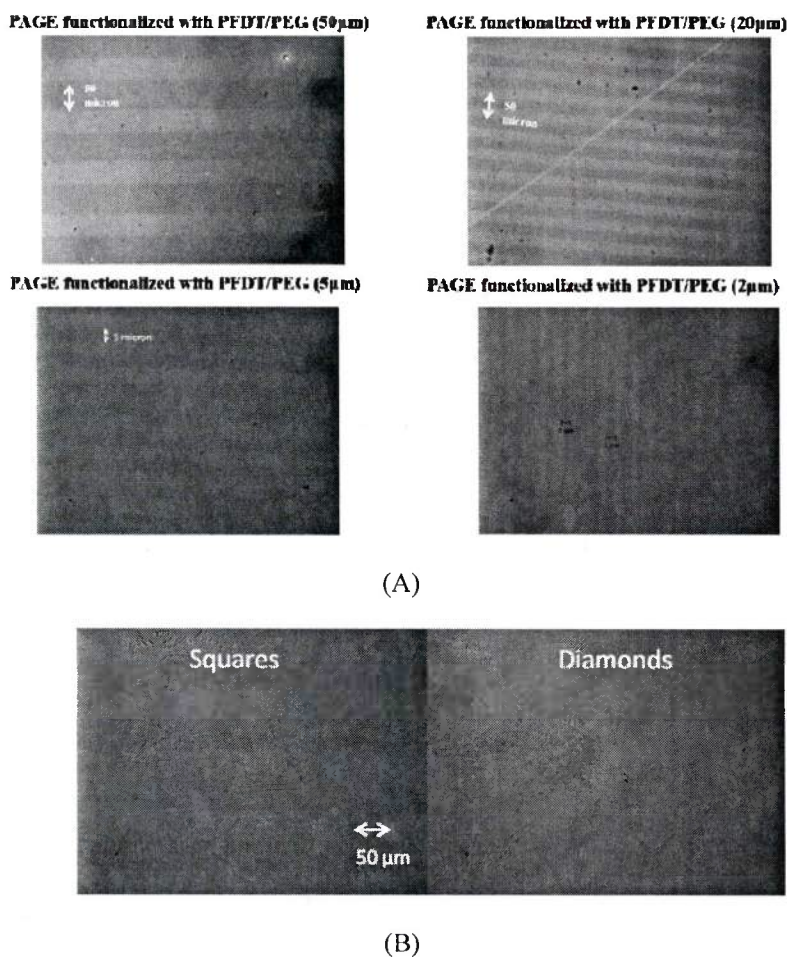 PAGE functionalized with PFDT/PEG (50µm)
PAGE functionalized with PFDT/PEG (20µm)
micron
50
micron
PAGE functionalized with PFDT/PEG (5µm)
PAGE functionalized with PFDT/PEG (2µm)
5 micron
(A)
Squares
Diamonds
50 µm
(B)